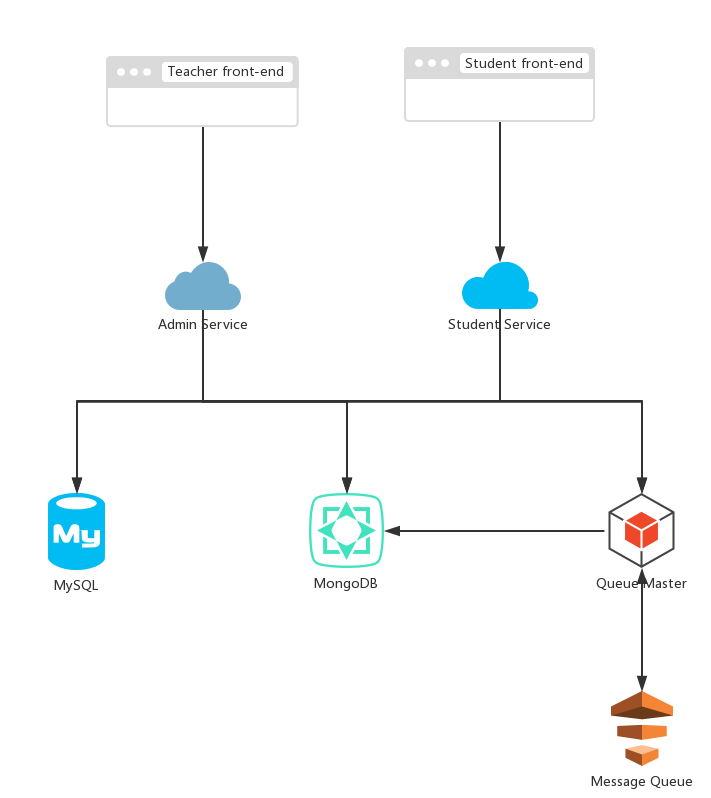 Teacher front-end
Student front-end
Admin Service
Student Service
My
MySQL
MongoDB
Queue Master
Message Queue